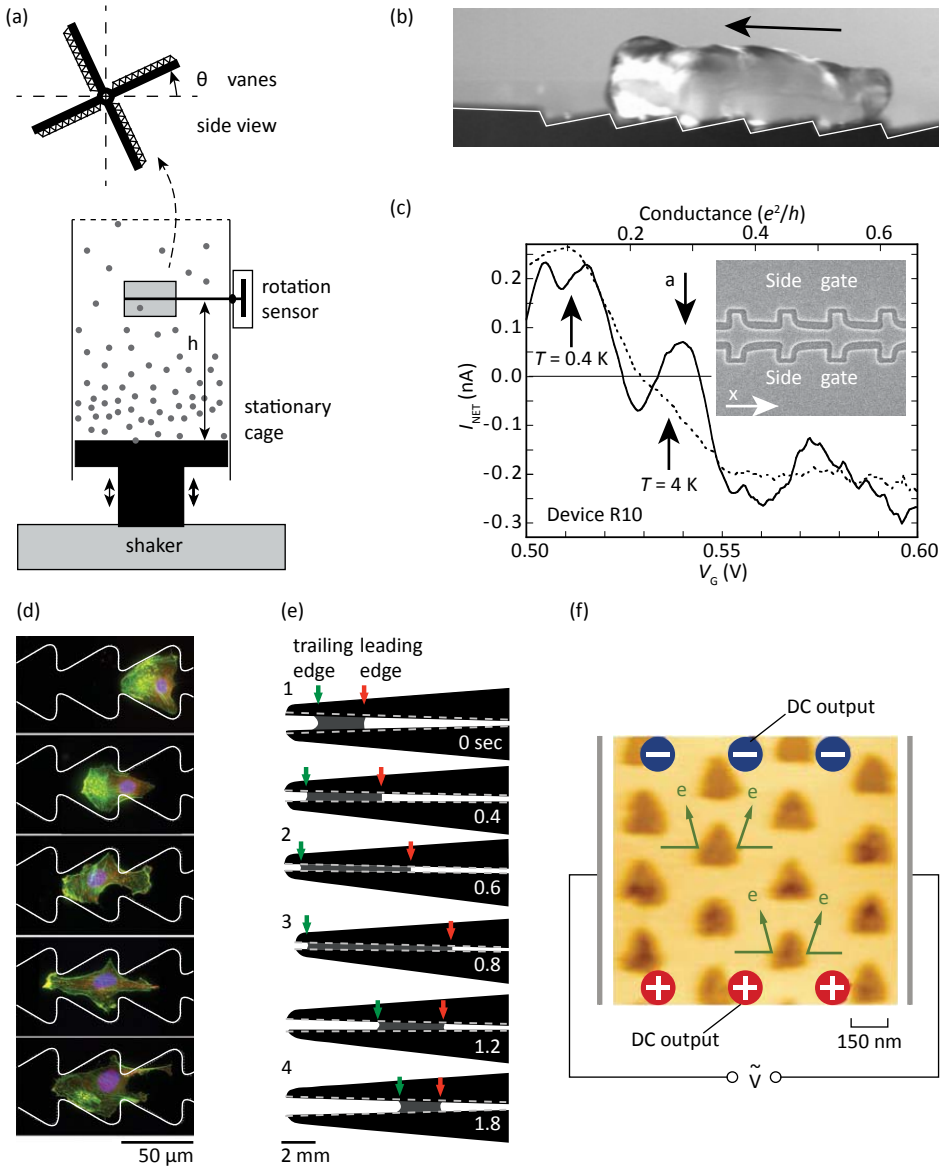 (a)
θ vanes
side view
rotation
sensor
h
stationary
cage
shaker
(b)
(c)
Conductance (e²/h)
0.2 0.4 0.6
0.2
0.1
0.0
-0.1
-0.2
-0.3
I_NET (nA)
a
T = 0.4 K
T = 4 K
Side gate
Side gate
x
Device R10
0.50 0.55 0.60
V_G (V)
(d)
50 µm
(e)
trailing leading
edge edge
1
0 sec
0.4
2
0.6
3
0.8
1.2
4
1.8
2 mm
(f)
DC output
− − −
e e
e e
+ + +
DC output
150 nm
Ṽ